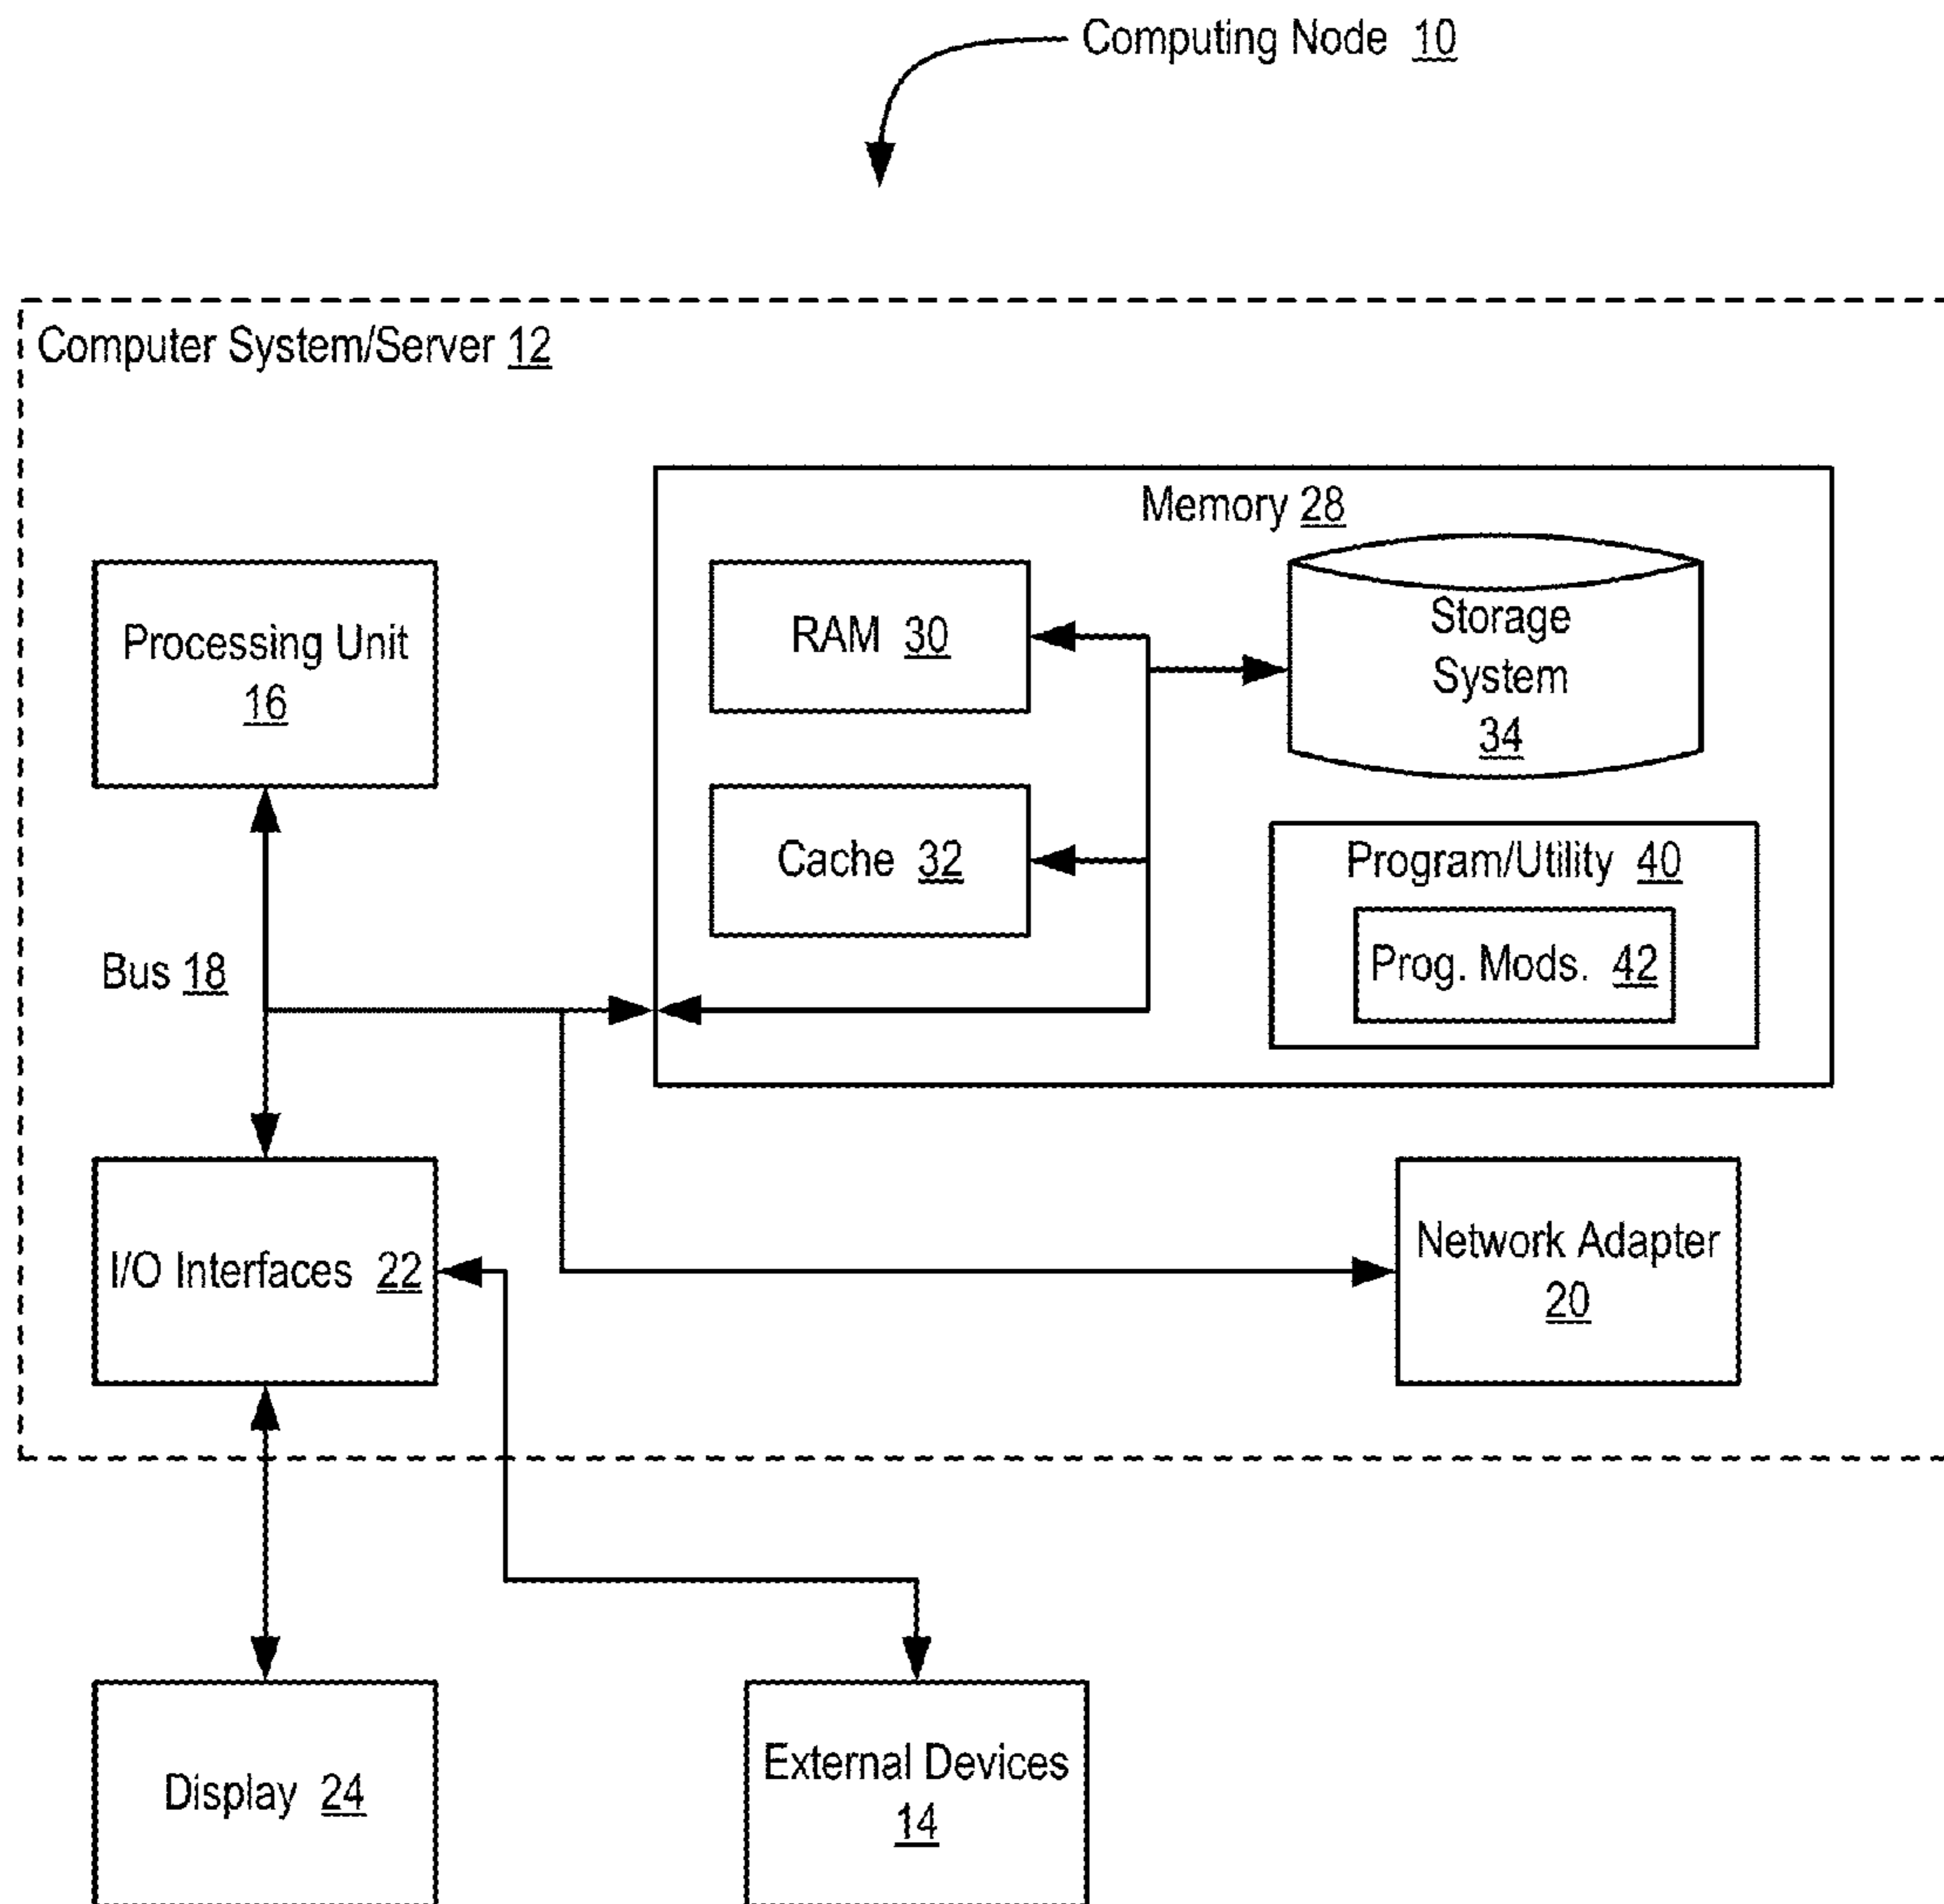 Computing Node 10
Computer System/Server 12
Memory 28
Processing Unit
16
RAM 30
Storage
System
34
Cache 32
Program/Utility 40
Prog. Mods. 42
Bus 18
I/O Interfaces 22
Network Adapter
20
Display 24
External Devices
14